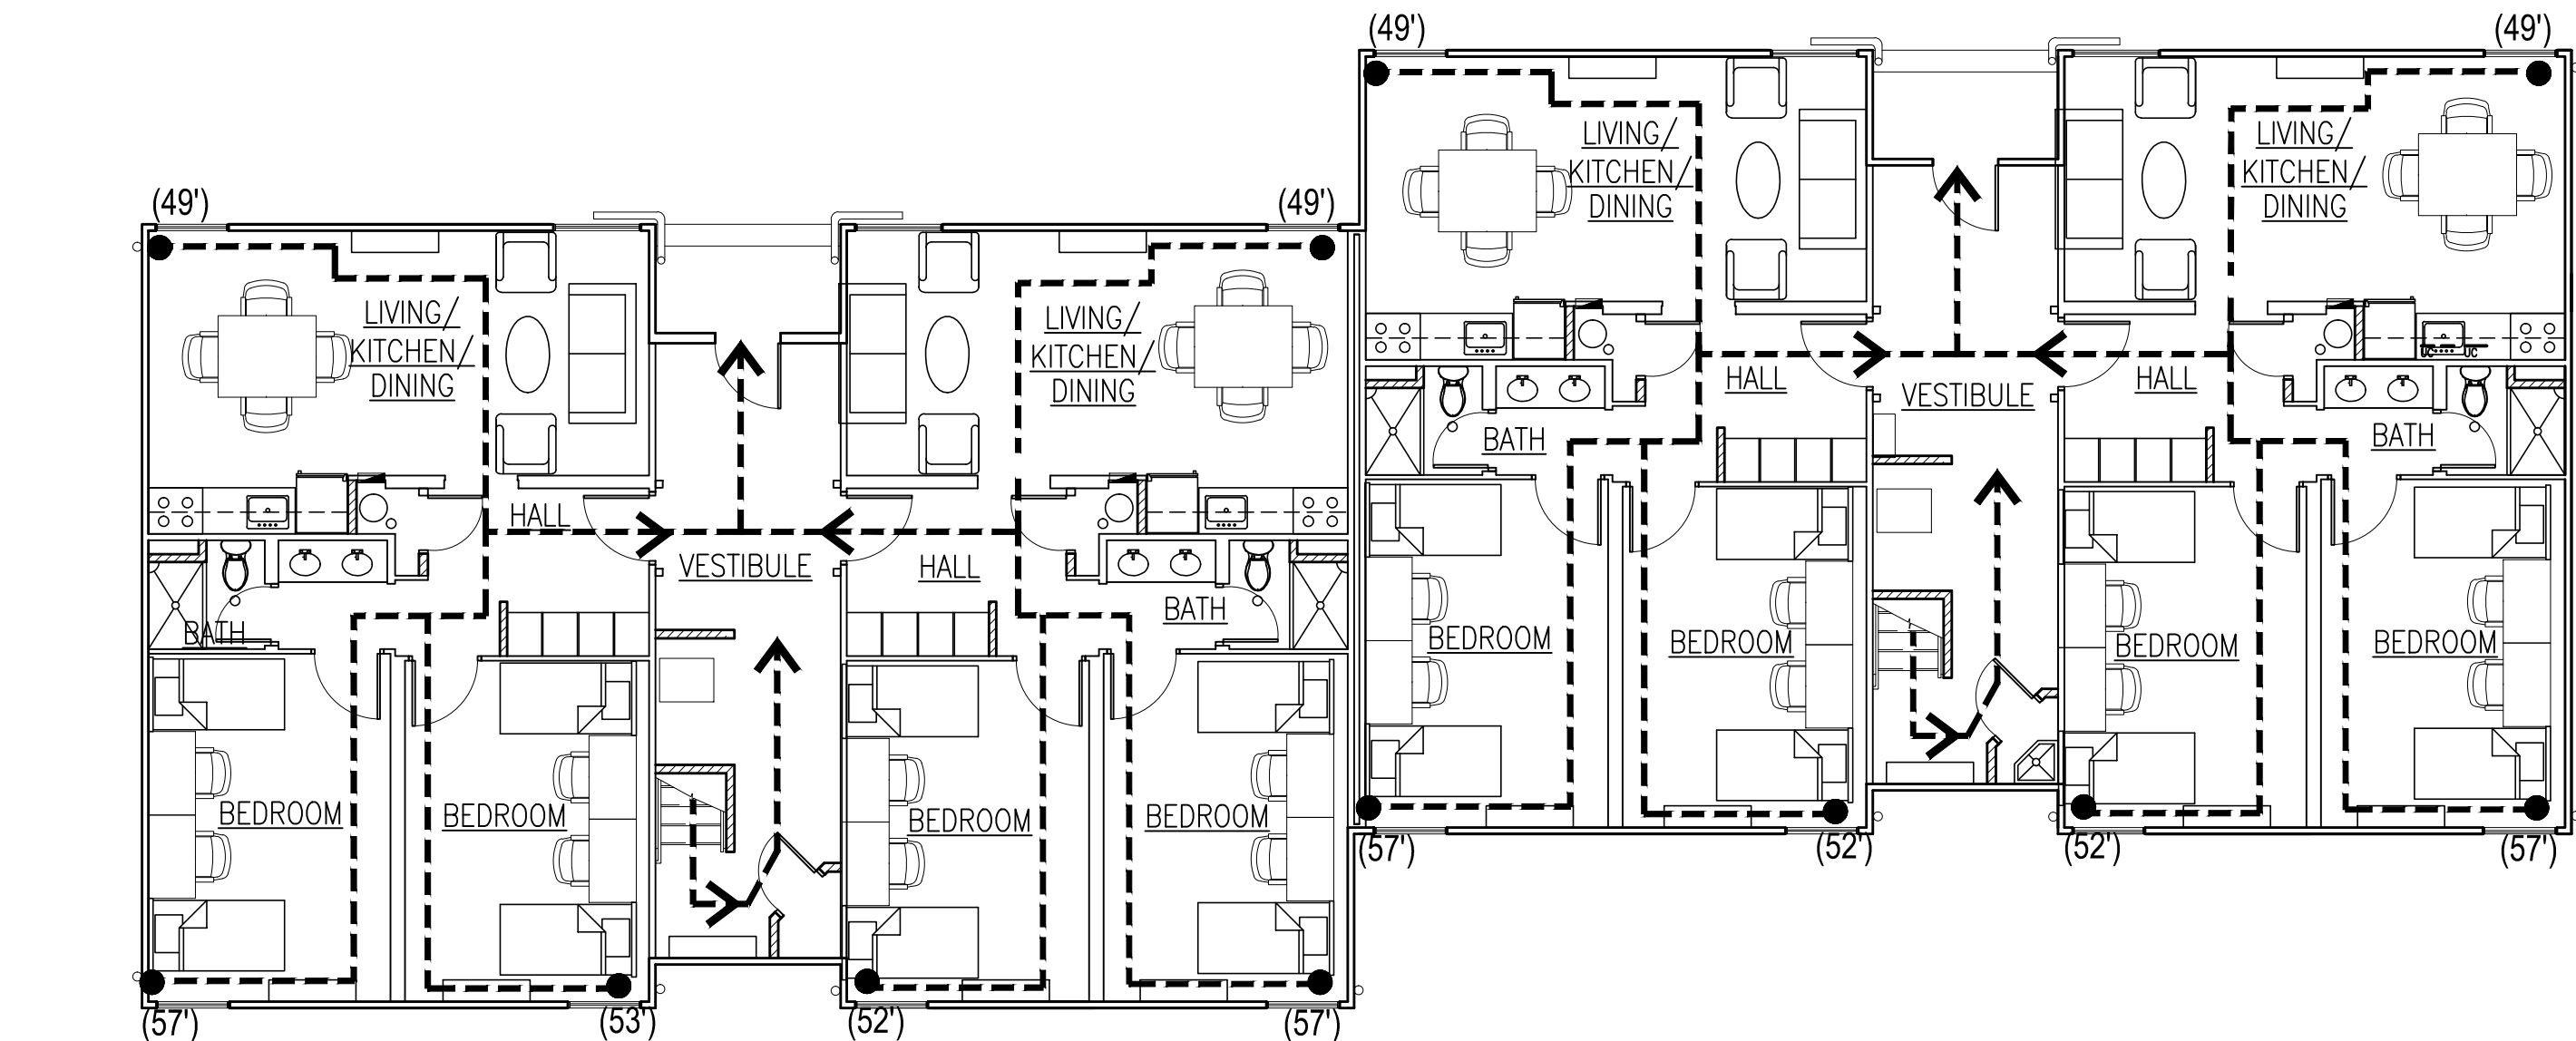 (49')
(49')
(49')
(49')
LIVING/
KITCHEN/
DINING
LIVING/
KITCHEN/
DINING
LIVING/
KITCHEN/
DINING
LIVING/
KITCHEN/
DINING
UC UC
HALL
VESTIBULE
HALL
BATH
BATH
HALL
VESTIBULE
HALL
BATH
BATH
BEDROOM
BEDROOM
BEDROOM
BEDROOM
BEDROOM
BEDROOM
BEDROOM
BEDROOM
(57')
(52')
(52')
(57')
(57')
(53')
(52')
(57')